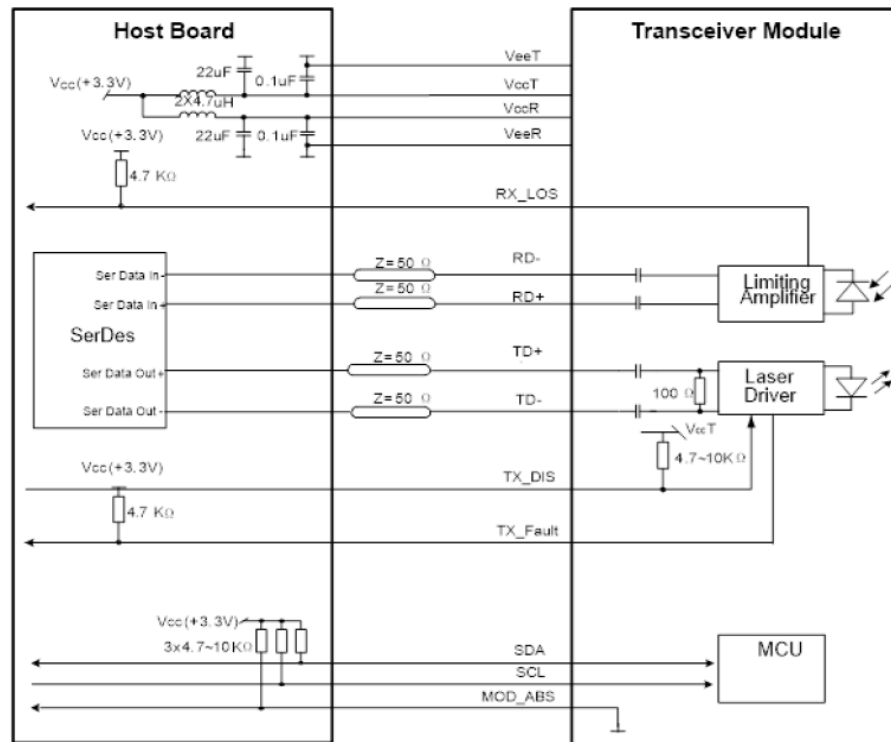 Host Board
Transceiver Module
VeeT
22uF
0.1uF
Vcc(+3.3V)
VccT
2X4.7uH
VccR
Vcc(+3.3V)
22uF
0.1uF
VeeR
4.7 KΩ
RX_LOS
Z=50 Ω
RD-
Ser Data In-
Limiting
Amplifier
Z=50 Ω
RD+
Ser Data In +
SerDes
Z=50 Ω
TD+
Ser Data Out+
Laser
Driver
100 Ω
Z=50 Ω
TD-
Ser Data Out -
VccT
4.7~10KΩ
Vcc(+3.3V)
TX_DIS
4.7 KΩ
TX_Fault
Vcc(+3.3V)
3x4.7~10KΩ
SDA
MCU
SCL
MOD_ABS